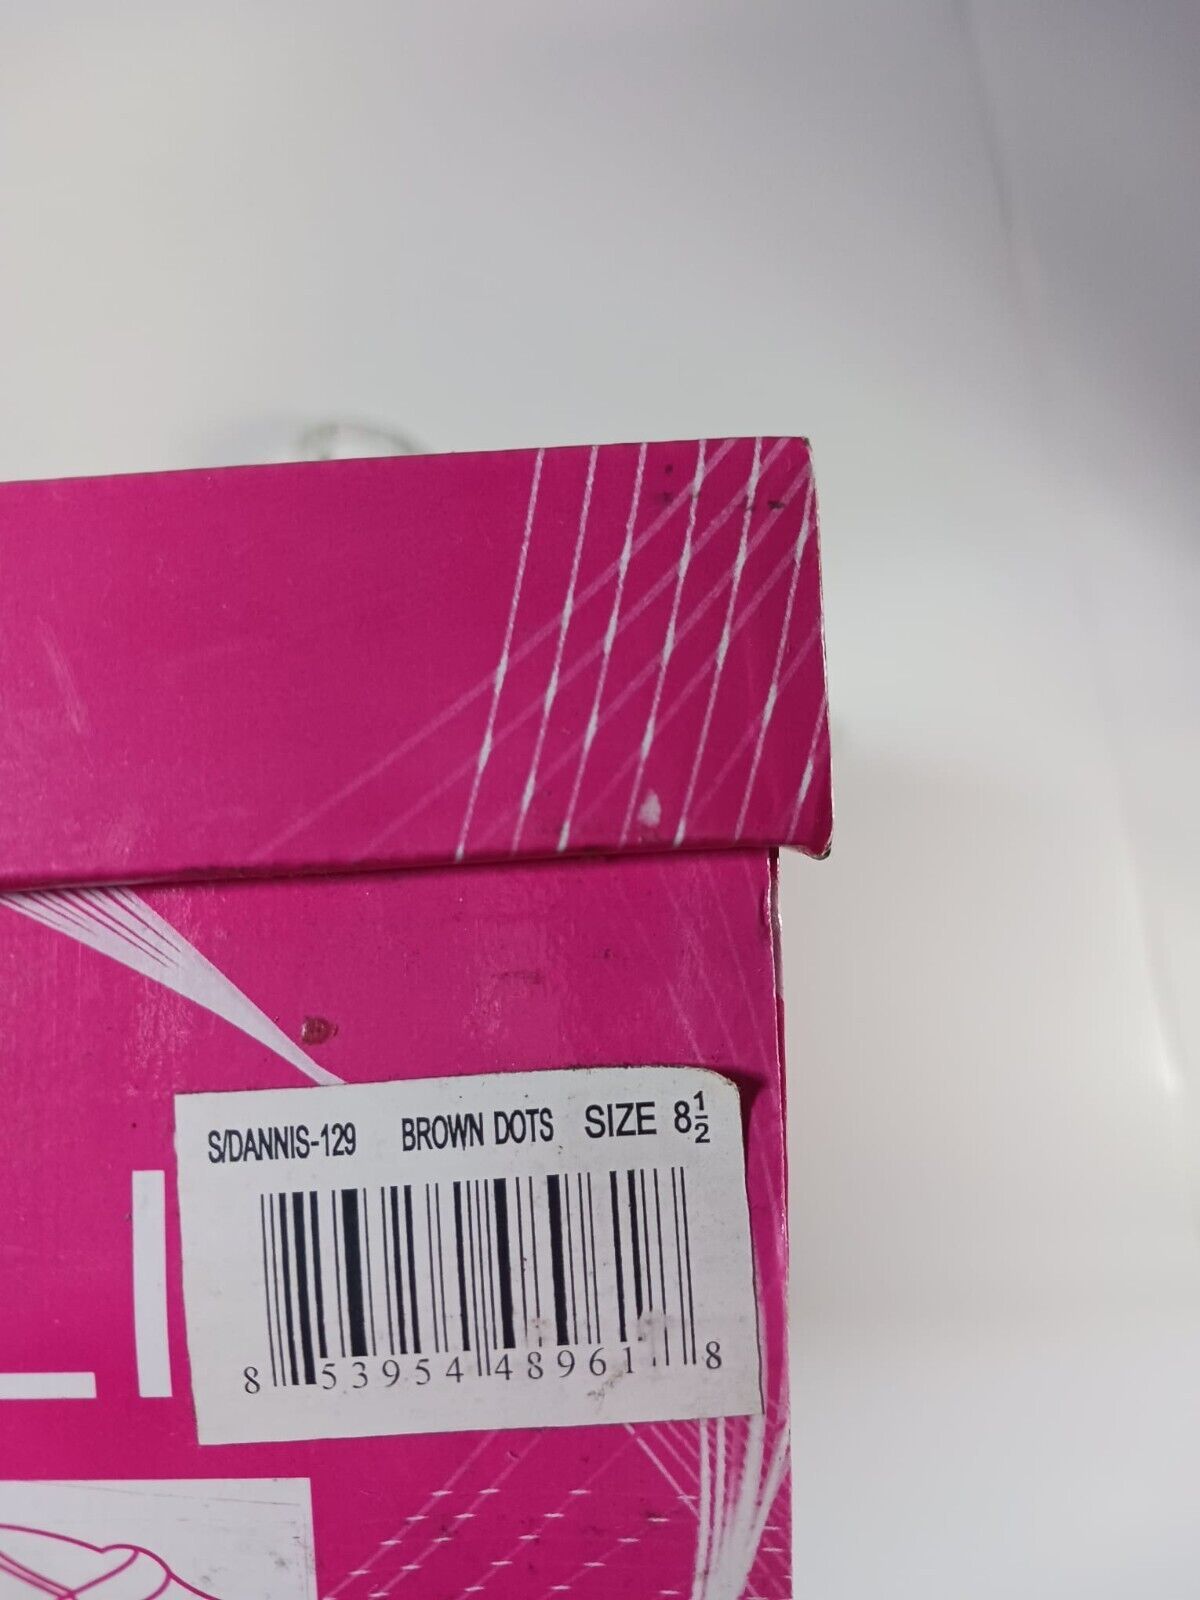 S/DANNIS-129 BROWN DOTS SIZE 8½
8 53954 48961 8